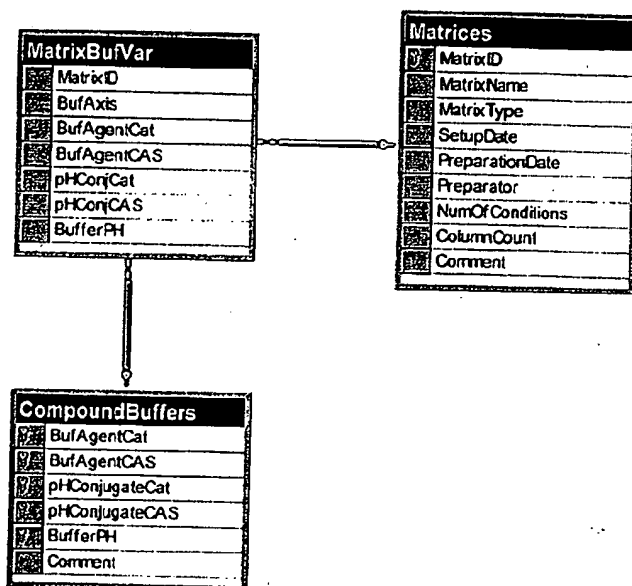 MatrixBufVar
MatrixID
BufAxis
BufAgentCat
BufAgentCAS
pHConjCat
pHConjCAS
BufferPH
Matrices
MatrixID
MatrixName
MatrixType
SetupDate
PreparationDate
Preparator
NumOfConditions
ColumnCount
Comment
CompoundBuffers
BufAgentCat
BufAgentCAS
pHConjugateCat
pHConjugateCAS
BufferPH
Comment